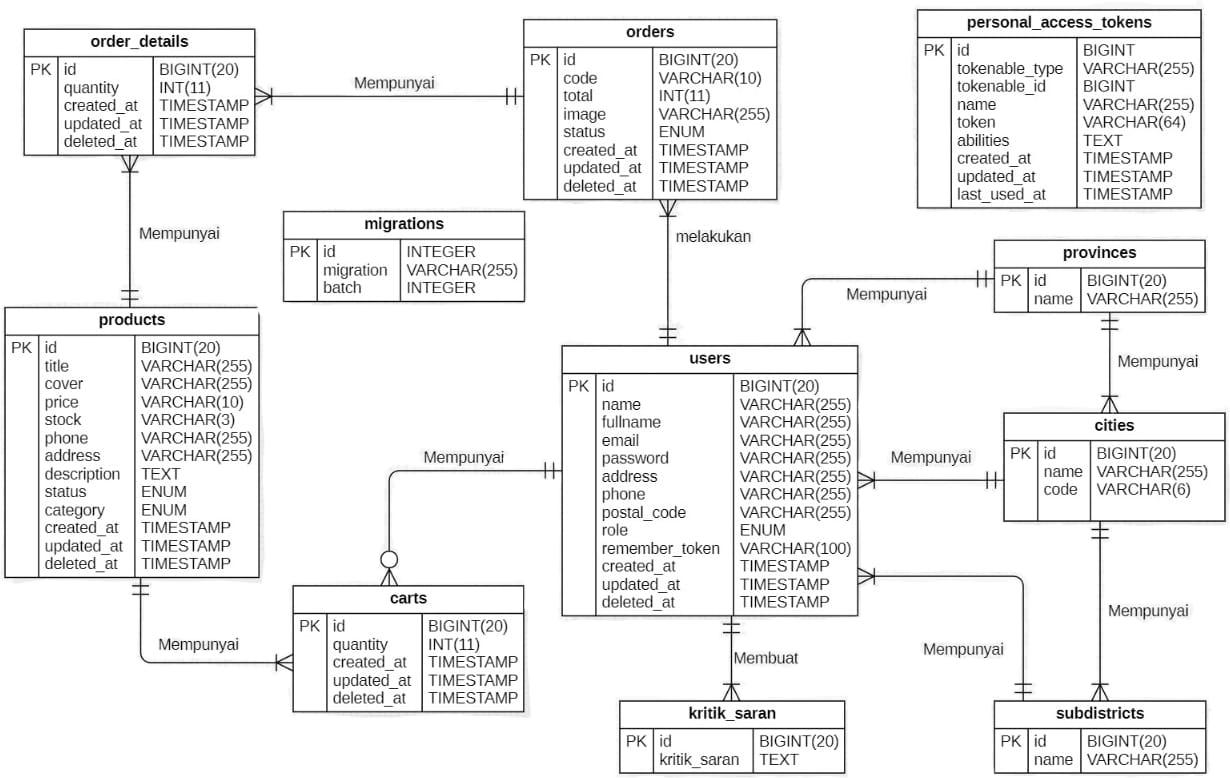 order_details
PK id BIGINT(20)
quantity INT(11)
created_at TIMESTAMP
updated_at TIMESTAMP
deleted_at TIMESTAMP
Mempunyai
orders
PK id BIGINT(20)
code VARCHAR(10)
total INT(11)
image VARCHAR(255)
status ENUM
created_at TIMESTAMP
updated_at TIMESTAMP
deleted_at TIMESTAMP
personal_access_tokens
PK id BIGINT
tokenable_type VARCHAR(255)
tokenable_id BIGINT
name VARCHAR(255)
token VARCHAR(64)
abilities TEXT
created_at TIMESTAMP
updated_at TIMESTAMP
last_used_at TIMESTAMP
Mempunyai
migrations
PK id INTEGER
migration VARCHAR(255)
batch INTEGER
melakukan
Mempunyai
provinces
PK id BIGINT(20)
name VARCHAR(255)
products
PK id BIGINT(20)
title VARCHAR(255)
cover VARCHAR(255)
price VARCHAR(10)
stock VARCHAR(3)
phone VARCHAR(255)
address VARCHAR(255)
description TEXT
status ENUM
category ENUM
created_at TIMESTAMP
updated_at TIMESTAMP
deleted_at TIMESTAMP
Mempunyai
users
PK id BIGINT(20)
name VARCHAR(255)
fullname VARCHAR(255)
email VARCHAR(255)
password VARCHAR(255)
address VARCHAR(255)
phone VARCHAR(255)
postal_code VARCHAR(255)
role ENUM
remember_token VARCHAR(100)
created_at TIMESTAMP
updated_at TIMESTAMP
deleted_at TIMESTAMP
Mempunyai
Mempunyai
cities
PK id BIGINT(20)
name VARCHAR(255)
code VARCHAR(6)
Mempunyai
carts
PK id BIGINT(20)
quantity INT(11)
created_at TIMESTAMP
updated_at TIMESTAMP
deleted_at TIMESTAMP
Membuat
Mempunyai
Mempunyai
kritik_saran
PK id BIGINT(20)
kritik_saran TEXT
subdistricts
PK id BIGINT(20)
name VARCHAR(255)